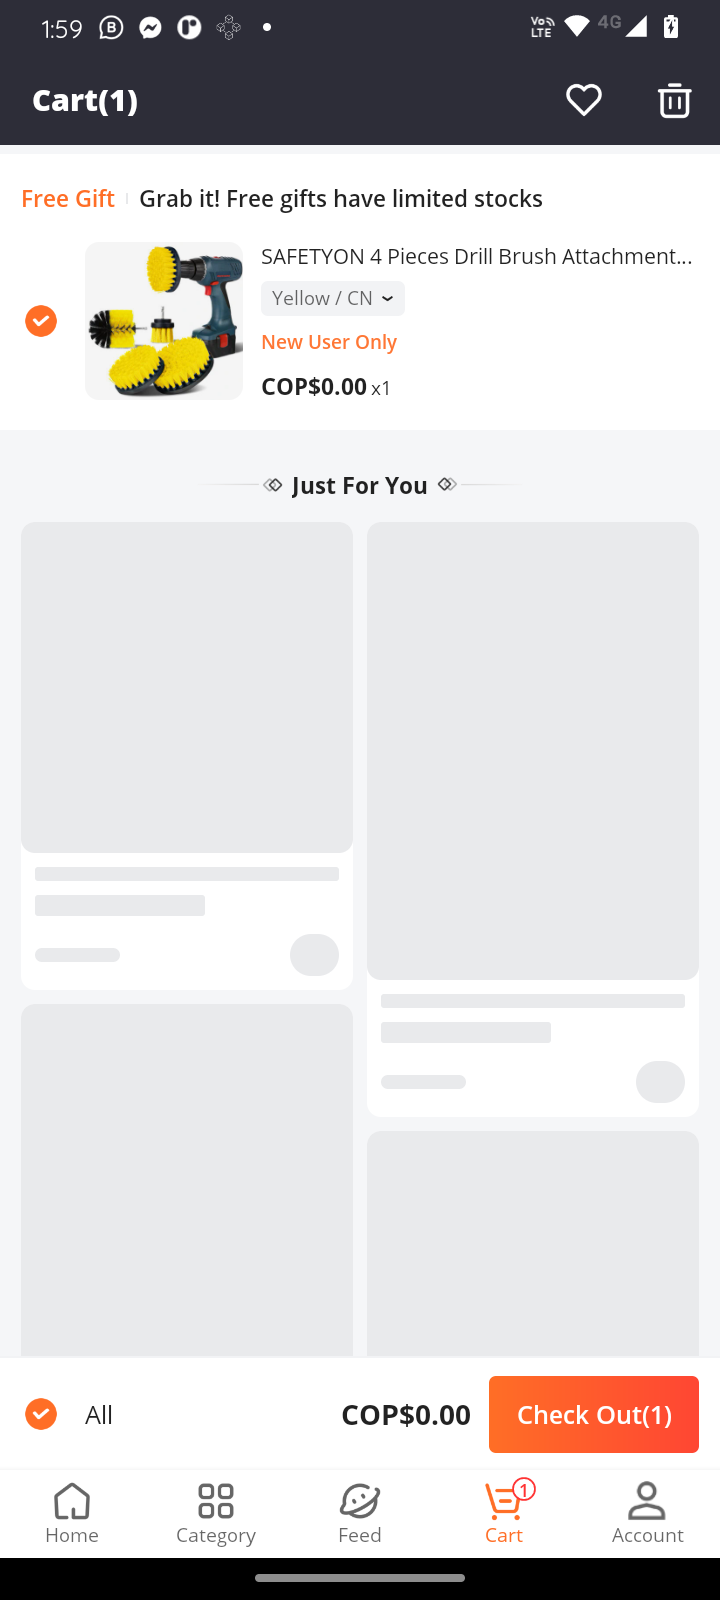 1:59
VoLTE
4G
Cart(1)
Free Gift
Grab it! Free gifts have limited stocks
SAFETYON 4 Pieces Drill Brush Attachment...
Yellow / CN
New User Only
COP$0.00 x1
Just For You
All
COP$0.00
Check Out(1)
1
Home
Category
Feed
Cart
Account